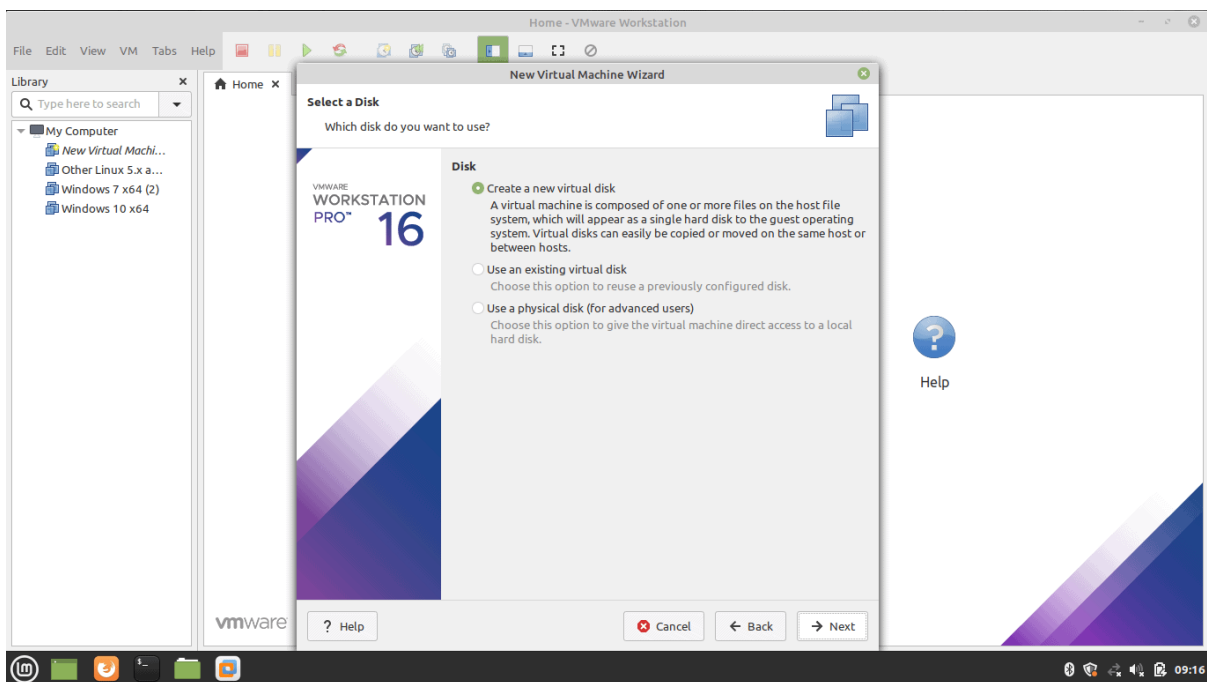 Home - VMware Workstation
File Edit View VM Tabs Help
Library
Home
Type here to search
My Computer
New Virtual Machi...
Other Linux 5.x a...
Windows 7 x64 (2)
Windows 10 x64
New Virtual Machine Wizard
Select a Disk
Which disk do you want to use?
VMWARE
WORKSTATION
PRO™ 16
Disk
Create a new virtual disk
A virtual machine is composed of one or more files on the host file
system, which will appear as a single hard disk to the guest operating
system. Virtual disks can easily be copied or moved on the same host or
between hosts.
Use an existing virtual disk
Choose this option to reuse a previously configured disk.
Use a physical disk (for advanced users)
Choose this option to give the virtual machine direct access to a local
hard disk.
Help
vmware
? Help Cancel Back Next
09:16